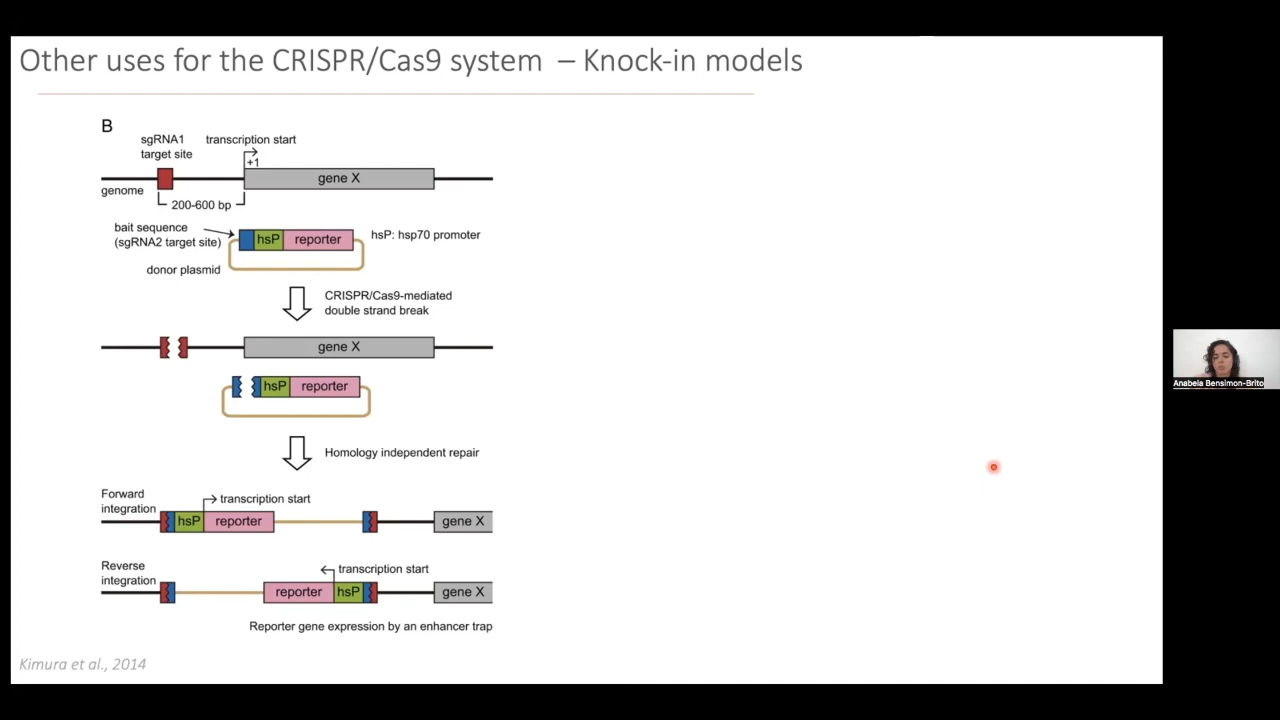 Other uses for the CRISPR/Cas9 system – Knock-in models
B
sgRNA1
target site
transcription start
+1
gene X
genome
200-600 bp
bait sequence
(sgRNA2 target site)
hsP
reporter
hsP: hsp70 promoter
donor plasmid
CRISPR/Cas9-mediated
double strand break
gene X
hsP
reporter
Homology independent repair
Forward
integration
transcription start
hsP
reporter
gene X
Reverse
integration
transcription start
reporter
hsP
gene X
Reporter gene expression by an enhancer trap
Kimura et al., 2014
Anabela Bensimon-Brito